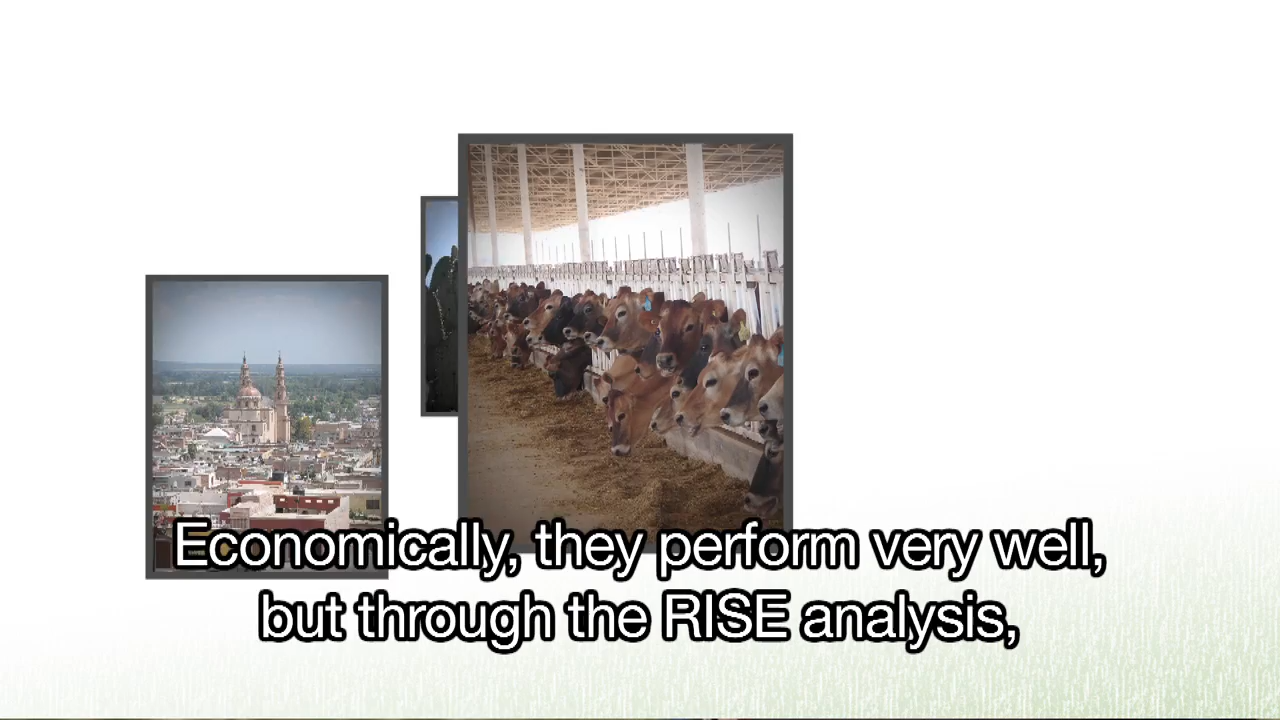 Economically, they perform very well,
but through the RISE analysis,